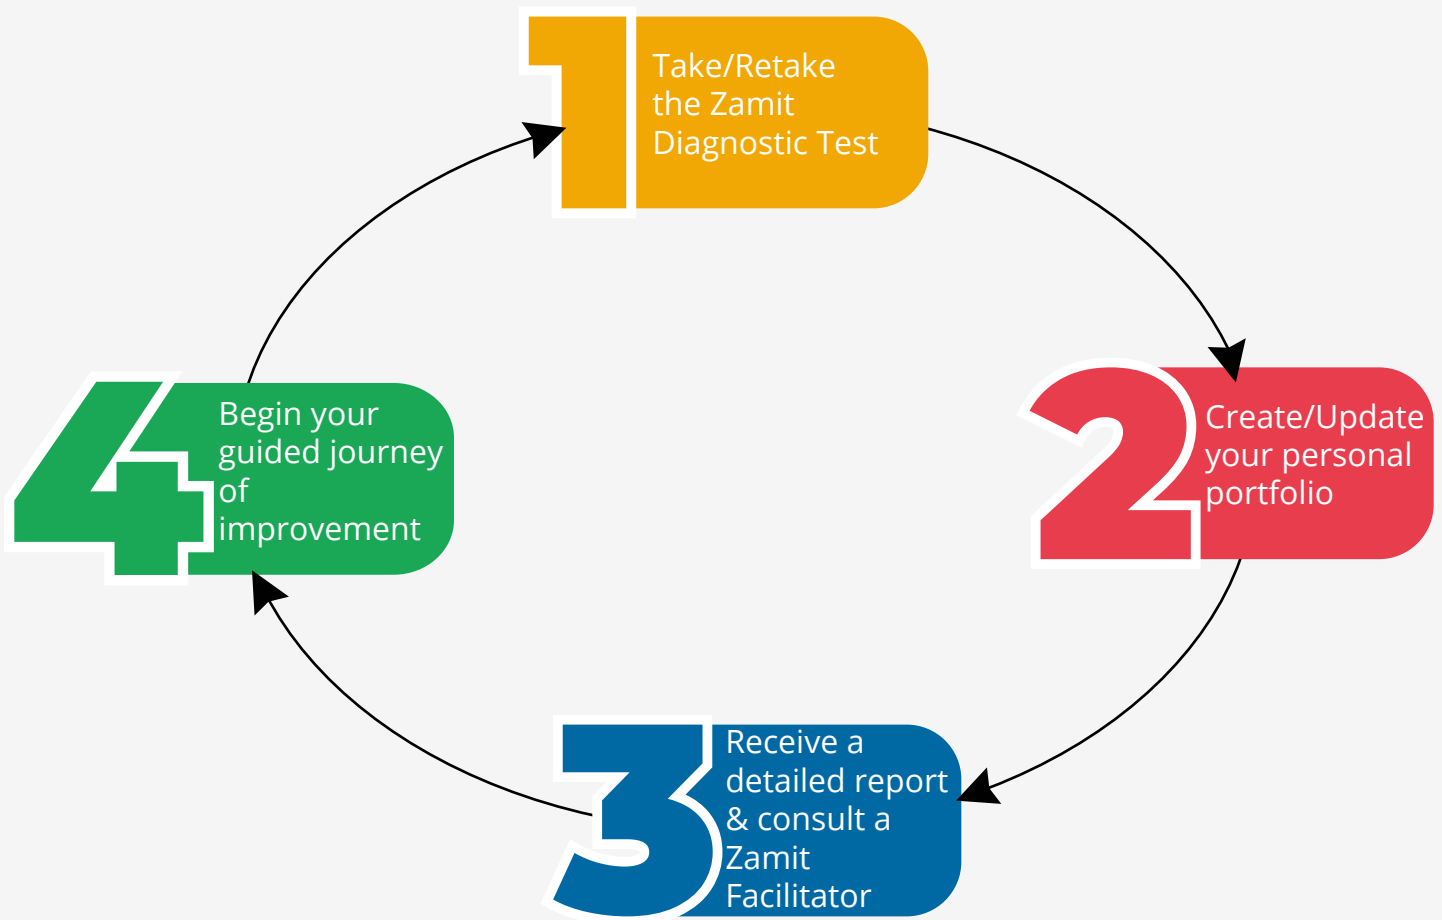 1
Take/Retake
the Zamit
Diagnostic Test
2
Create/Update
your personal
portfolio
3
Receive a
detailed report
& consult a
Zamit
Facilitator
4
Begin your
guided journey
of
improvement